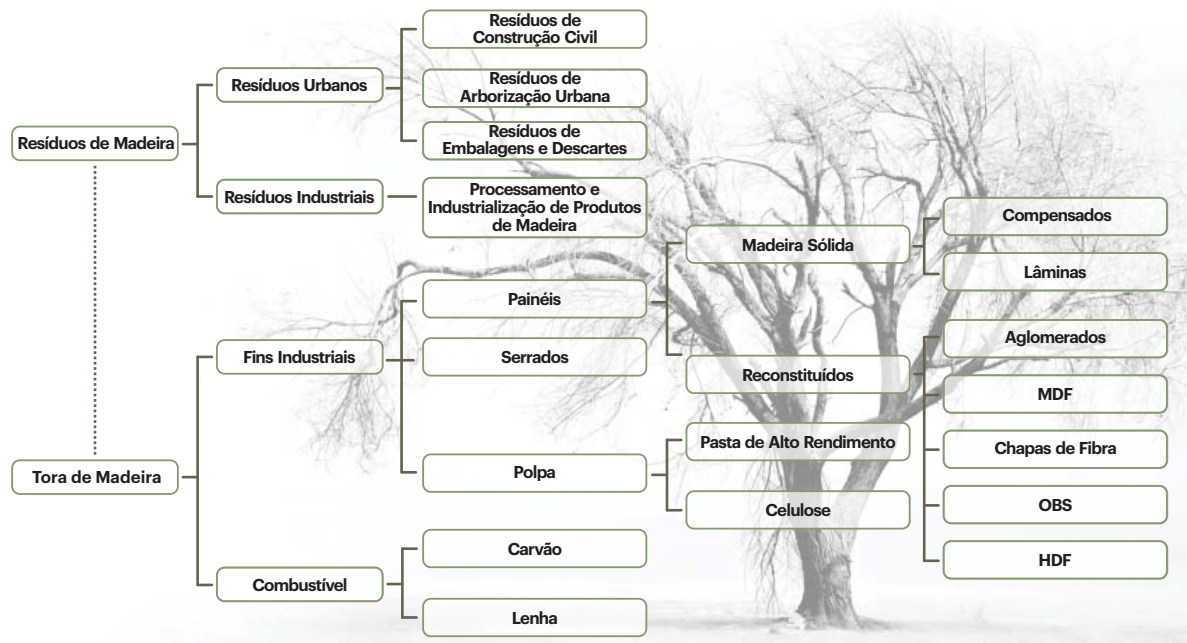 Resíduos de Madeira
Resíduos Urbanos
Resíduos de
Construção Civil
Resíduos de
Arborização Urbana
Resíduos de
Embalagens e Descartes
Resíduos Industriais
Processamento e
Industrialização de Produtos
de Madeira
Tora de Madeira
Fins Industriais
Painéis
Madeira Sólida
Compensados
Lâminas
Reconstituídos
Aglomerados
MDF
Chapas de Fibra
OBS
HDF
Serrados
Polpa
Pasta de Alto Rendimento
Celulose
Combustível
Carvão
Lenha